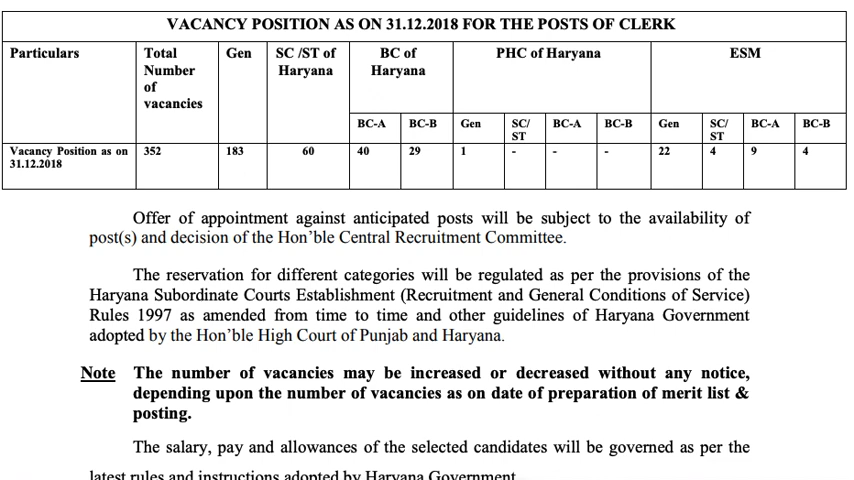 VACANCY POSITION AS ON 31.12.2018 FOR THE POSTS OF CLERK
Particulars Total Number of vacancies Gen SC /ST of Haryana BC of Haryana PHC of Haryana ESM
BC-A BC-B Gen SC/ ST BC-A BC-B Gen SC/ ST BC-A BC-B
Vacancy Position as on 31.12.2018 352 183 60 40 29 1 - - - 22 4 9 4
Offer of appointment against anticipated posts will be subject to the availability of
post(s) and decision of the Hon'ble Central Recruitment Committee.
The reservation for different categories will be regulated as per the provisions of the
Haryana Subordinate Courts Establishment (Recruitment and General Conditions of Service)
Rules 1997 as amended from time to time and other guidelines of Haryana Government
adopted by the Hon'ble High Court of Punjab and Haryana.
Note The number of vacancies may be increased or decreased without any notice,
depending upon the number of vacancies as on date of preparation of merit list &
posting.
The salary, pay and allowances of the selected candidates will be governed as per the
latest rules and instructions adopted by Haryana Government